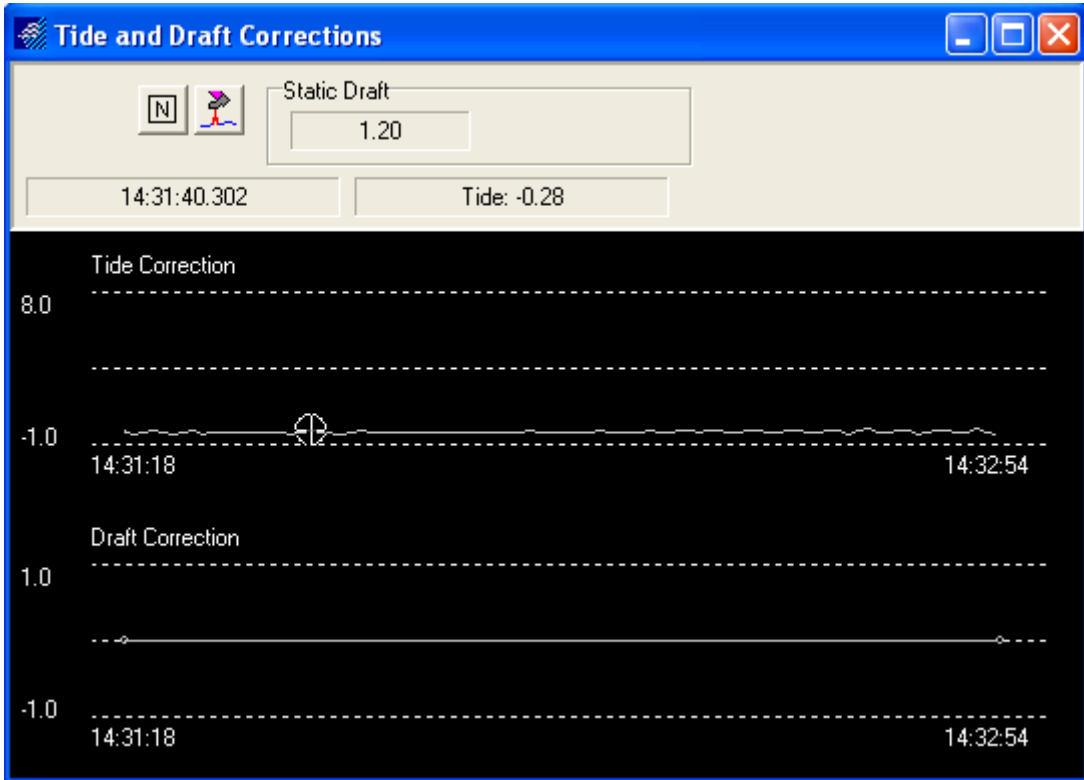 Tide and Draft Corrections
N
Static Draft
1.20
14:31:40.302
Tide: -0.28
Tide Correction
8.0
-1.0
14:31:18
14:32:54
Draft Correction
1.0
-1.0
14:31:18
14:32:54